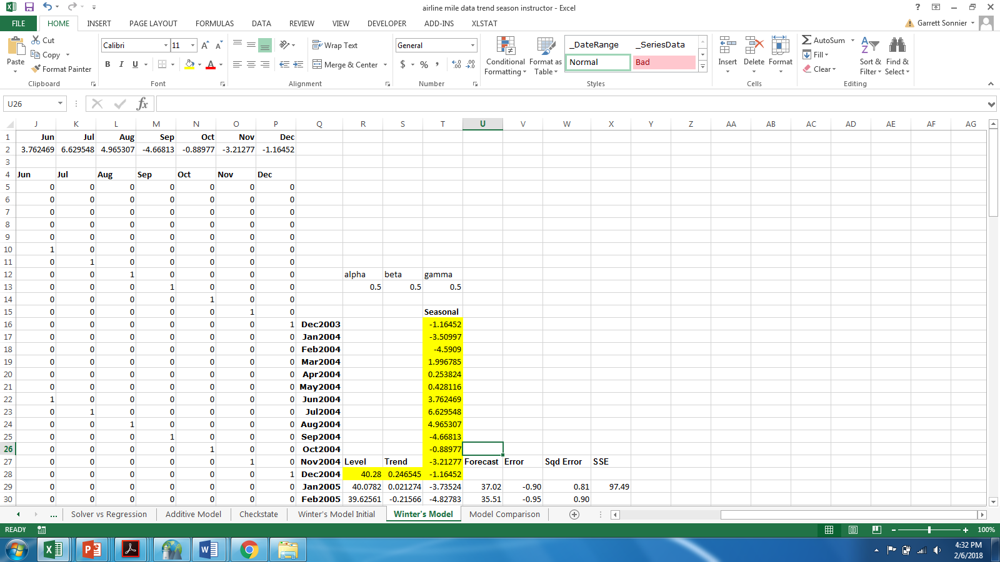 airline mile data trend season instructor - Excel
FILE HOME INSERT PAGE LAYOUT FORMULAS DATA REVIEW VIEW DEVELOPER ADD-INS XLSTAT Garrett Sonnier
Cut
Copy
Format Painter
Paste
Calibri 11
B I U
Wrap Text
Merge & Center
General
$ % ,
Conditional Formatting
Format as Table
_DateRange _SeriesData
Normal Bad
Insert Delete Format
AutoSum
Fill
Clear
Sort & Filter
Find & Select
Clipboard Font Alignment Number Styles Cells Editing
U26 fx
J K L M N O P Q R S T U V W X Y Z AA AB AC AD AE AF AG
1 Jun Jul Aug Sep Oct Nov Dec
2 3.762469 6.629548 4.965307 -4.66813 -0.88977 -3.21277 -1.16452
3
4 Jun Jul Aug Sep Oct Nov Dec
5 0 0 0 0 0 0 0
6 0 0 0 0 0 0 0
7 0 0 0 0 0 0 0
8 0 0 0 0 0 0 0
9 0 0 0 0 0 0 0
10 1 0 0 0 0 0 0
11 0 1 0 0 0 0 0
12 0 0 1 0 0 0 0 alpha beta gamma
13 0 0 0 1 0 0 0 0.5 0.5 0.5
14 0 0 0 0 1 0 0
15 0 0 0 0 0 1 0 Seasonal
16 0 0 0 0 0 0 1 Dec2003 -1.16452
17 0 0 0 0 0 0 0 Jan2004 -3.50997
18 0 0 0 0 0 0 0 Feb2004 -4.5909
19 0 0 0 0 0 0 0 Mar2004 1.996785
20 0 0 0 0 0 0 0 Apr2004 0.253824
21 0 0 0 0 0 0 0 May2004 0.428116
22 1 0 0 0 0 0 0 Jun2004 3.762469
23 0 1 0 0 0 0 0 Jul2004 6.629548
24 0 0 1 0 0 0 0 Aug2004 4.965307
25 0 0 0 1 0 0 0 Sep2004 -4.66813
26 0 0 0 0 1 0 0 Oct2004 -0.88977
27 0 0 0 0 0 1 0 Nov2004 Level Trend -3.21277 Forecast Error Sqd Error SSE
28 0 0 0 0 0 0 1 Dec2004 40.28 0.246545 -1.16452
29 0 0 0 0 0 0 0 Jan2005 40.0782 0.021274 -3.73524 37.02 -0.90 0.81 97.49
30 0 0 0 0 0 0 0 Feb2005 39.62561 -0.21566 -4.82783 35.51 -0.95 0.90
... Solver vs Regression Additive Model Checkstate Winter's Model Initial Winter's Model Model Comparison
READY 100%
4:32 PM
2/6/2018